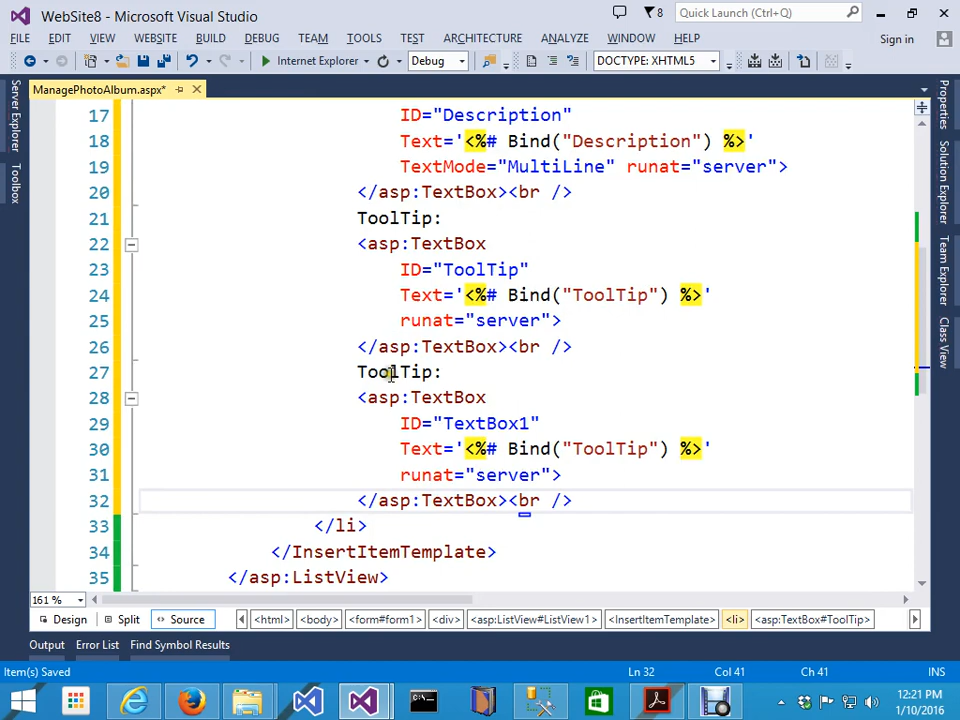 WebSite8 - Microsoft Visual Studio
8
Quick Launch (Ctrl+Q)
FILE EDIT VIEW WEBSITE BUILD DEBUG TEAM TOOLS TEST ARCHITECTURE ANALYZE WINDOW HELP
Sign in
Internet Explorer
Debug
DOCTYPE: XHTML5
ManagePhotoAlbum.aspx*
Server Explorer
Toolbox
Properties
Solution Explorer
Team Explorer
Class View
17 ID="Description"
18 Text='<%# Bind("Description") %>'
19 TextMode="MultiLine" runat="server">
20 </asp:TextBox><br />
21 ToolTip:
22 <asp:TextBox
23 ID="ToolTip"
24 Text='<%# Bind("ToolTip") %>'
25 runat="server">
26 </asp:TextBox><br />
27 ToolTip:
28 <asp:TextBox
29 ID="TextBox1"
30 Text='<%# Bind("ToolTip") %>'
31 runat="server">
32 </asp:TextBox><br />
33 </li>
34 </InsertItemTemplate>
35 </asp:ListView>
161 %
Design Split Source <html> <body> <form#form1> <div> <asp:ListView#ListView1> <InsertItemTemplate> <li> <asp:TextBox#ToolTip>
Output Error List Find Symbol Results
Item(s) Saved Ln 32 Col 41 Ch 41 INS
12:21 PM
1/10/2016